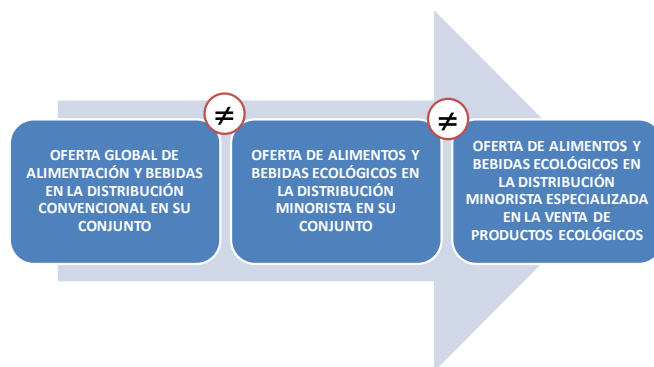 ≠
≠
OFERTA GLOBAL DE
ALIMENTACIÓN Y BEBIDAS
EN LA DISTRIBUCIÓN
CONVENCIONAL EN SU
CONJUNTO
OFERTA DE ALIMENTOS Y
BEBIDAS ECOLÓGICOS EN
LA DISTRIBUCIÓN
MINORISTA EN SU
CONJUNTO
OFERTA DE ALIMENTOS Y
BEBIDAS ECOLÓGICOS EN
LA DISTRIBUCIÓN
MINORISTA ESPECIALIZADA
EN LA VENTA DE
PRODUCTOS ECOLÓGICOS